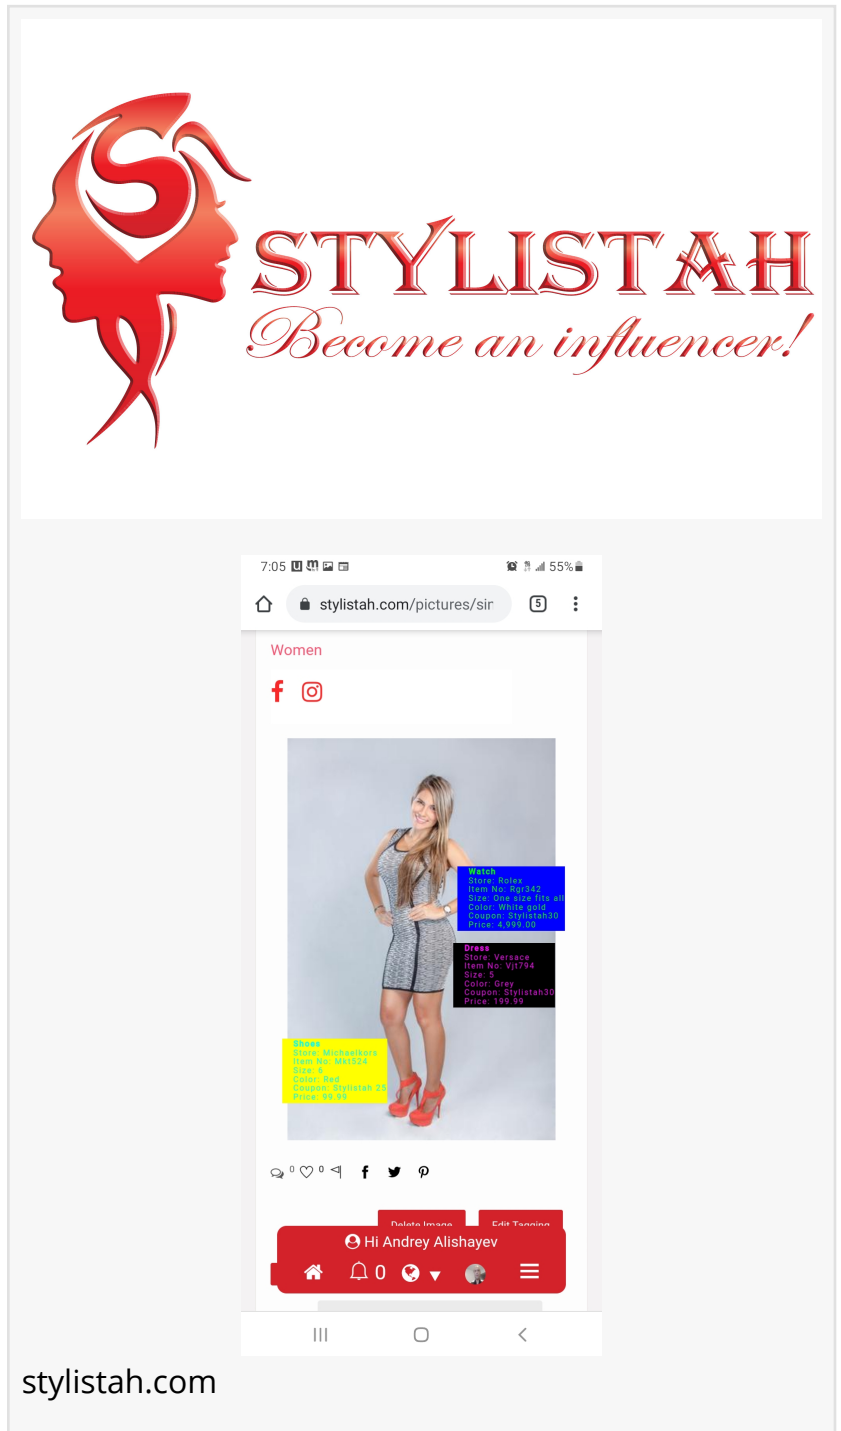 STYLISTAH
Become an influencer!
7:05
55%
stylistah.com/pictures/sin
5
Women
Watch
Store: Rolex
Item No: Rgr342
Size: One size fits all
Color: White gold
Coupon: Stylistah30
Price: 4,999.00
Dress
Store: Versace
Item No: Vjt794
Size: 5
Color: Grey
Coupon: Stylistah30
Price: 199.99
Shoes
Store: Michaelkors
Item No: Mkt524
Size: 6
Color: Red
Coupon: Stylistah 25
Price: 99.99
0 0
Delete Image Edit Tagging
Hi Andrey Alishayev
0
stylistah.com